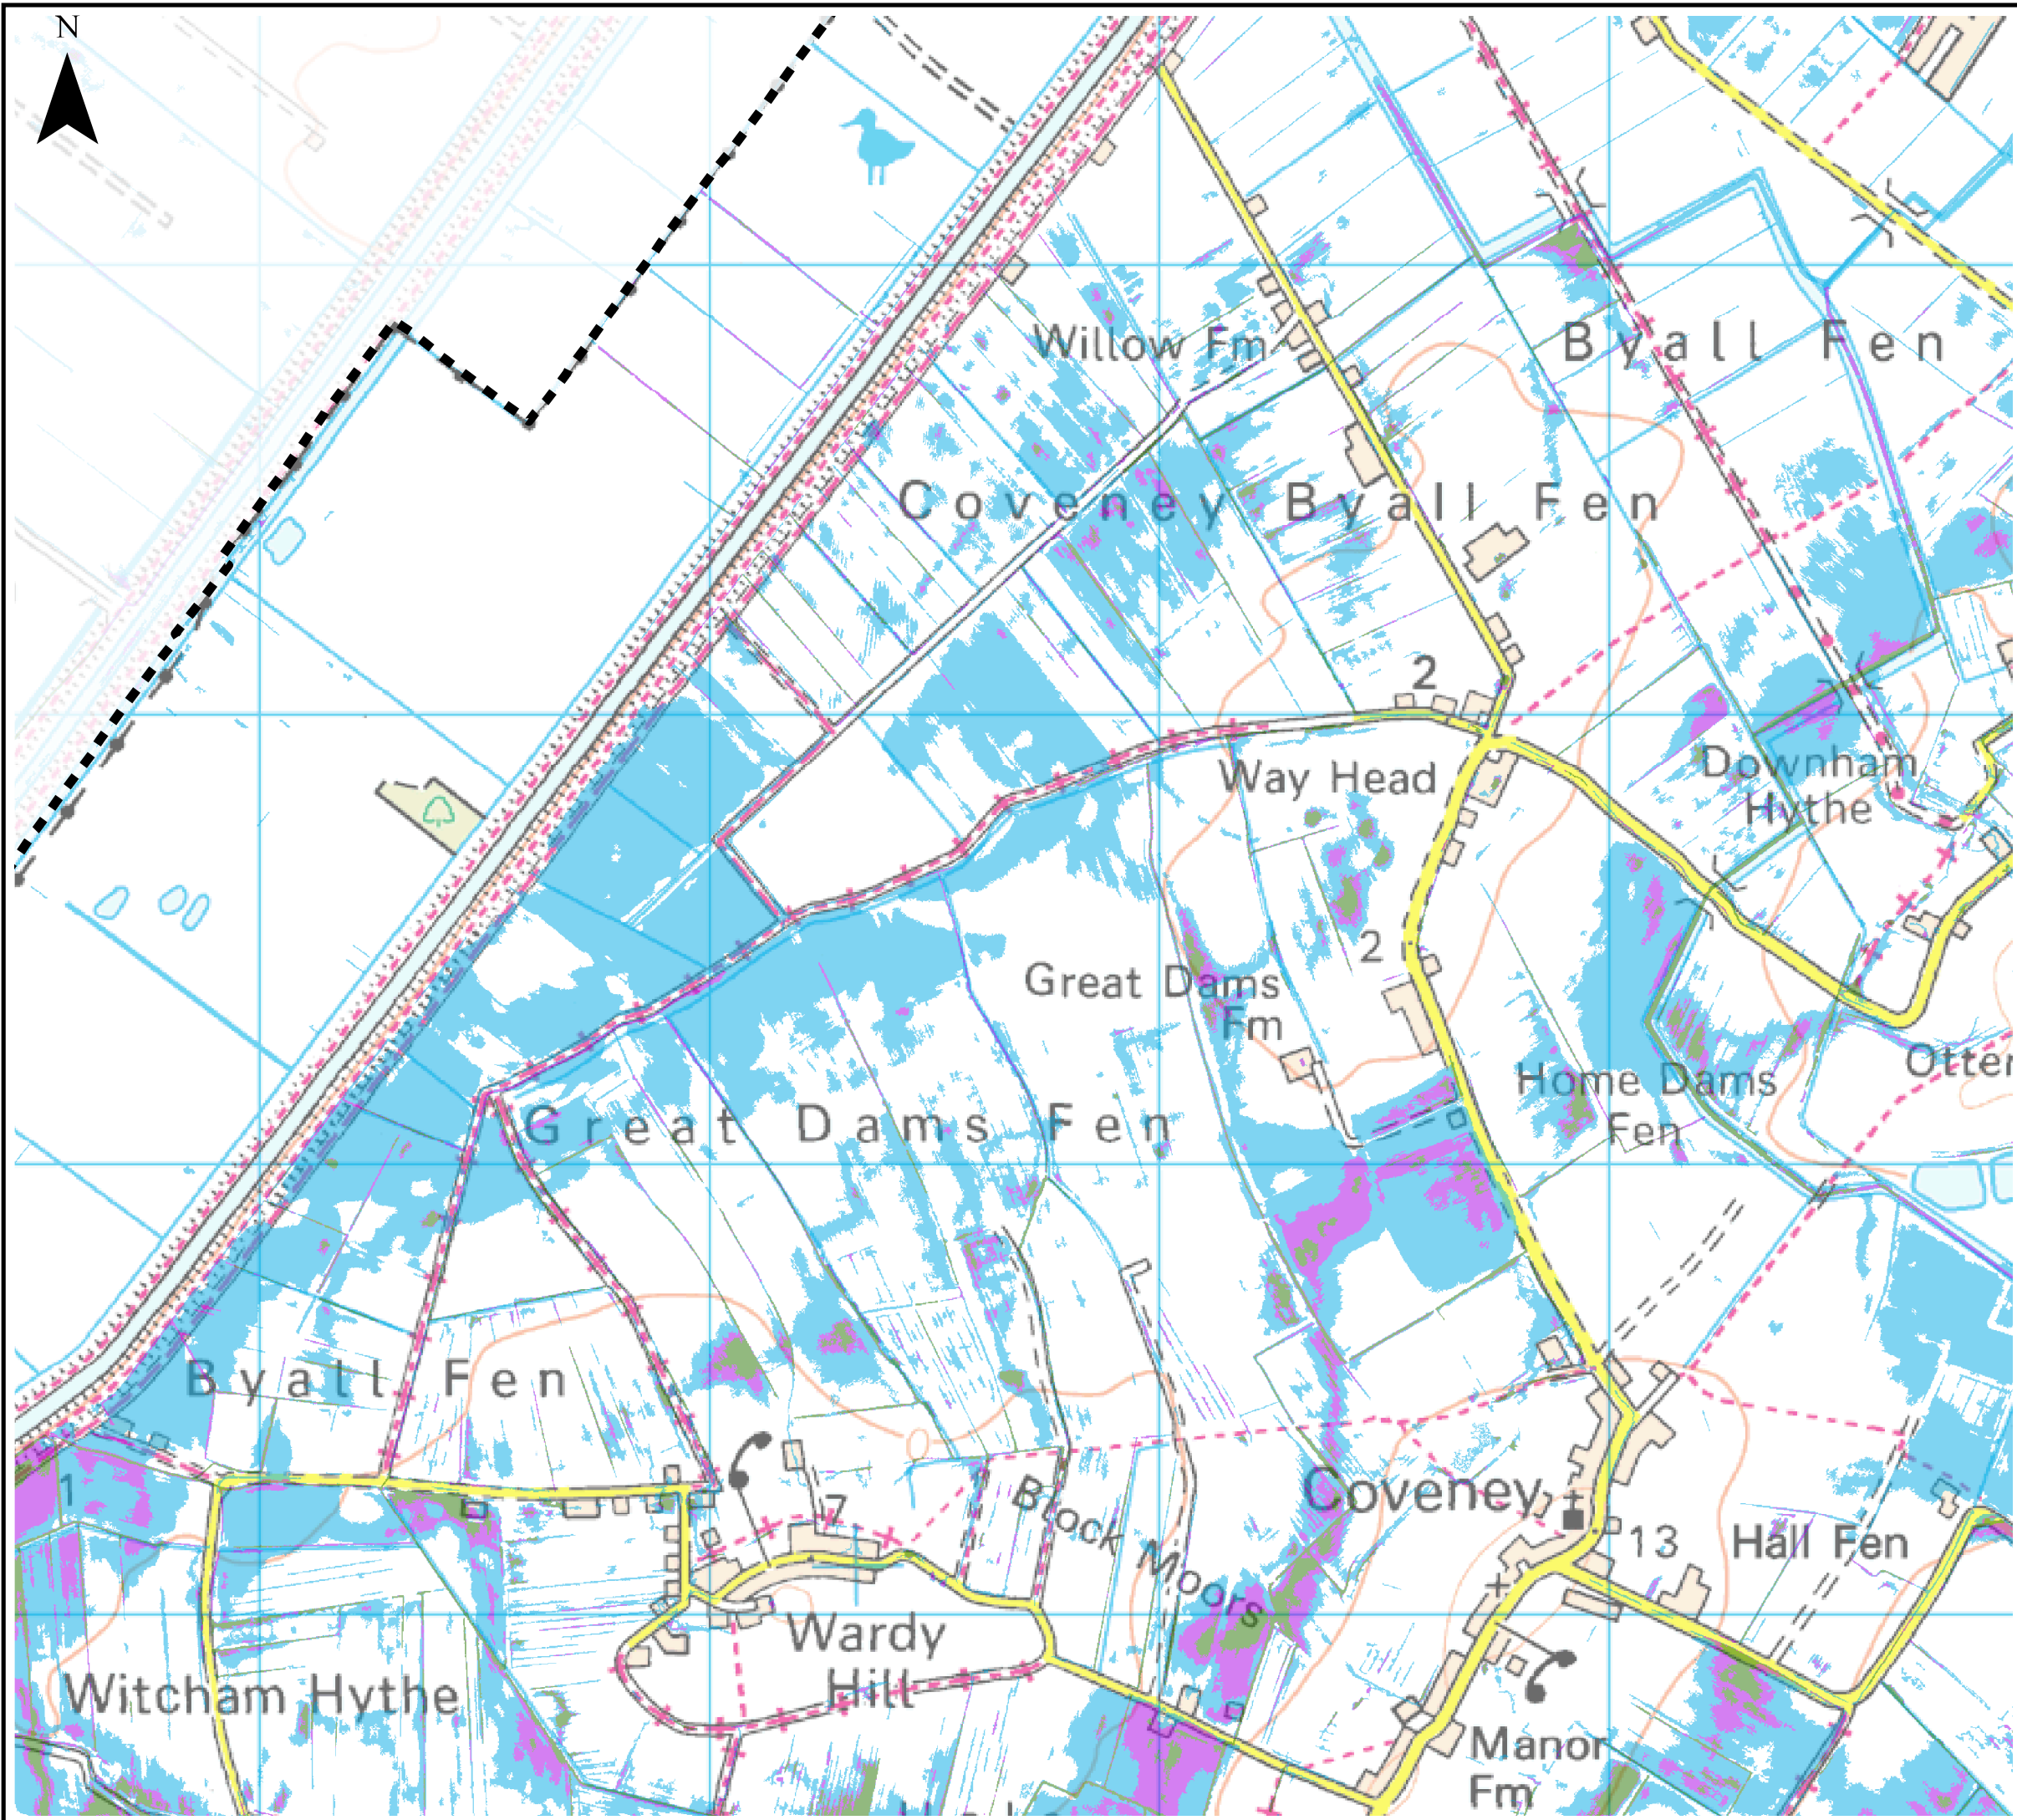 N
Willow Fm
Byall Fen
Coveney Byall Fen
2
Way Head
Downham
Hythe
2
Great Dams
Fm
Home Dams
Fen
Otter
Great Dams Fen
Byall Fen
1
7
Block Moors
Coveney
13
Hall Fen
Wardy
Hill
Witcham Hythe
Manor
Fm